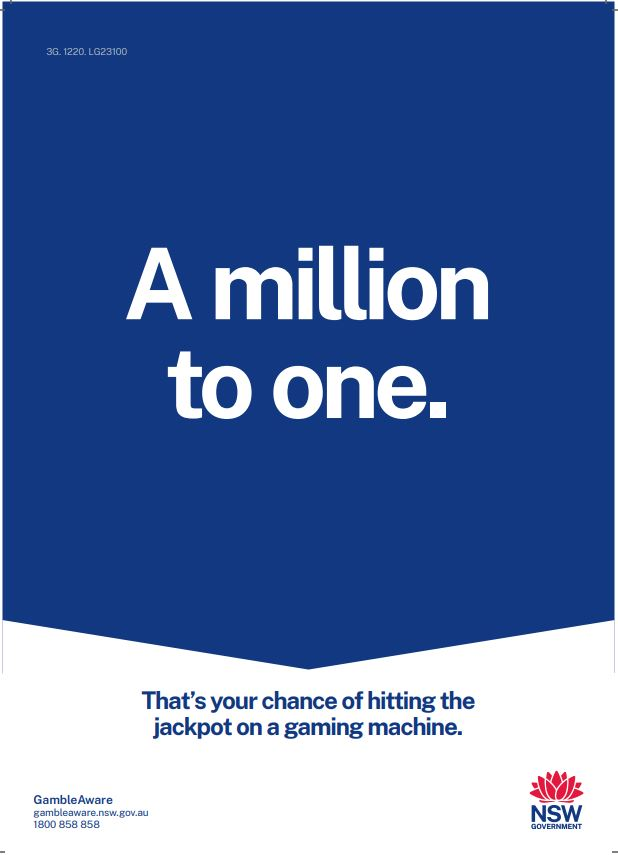 3G. 1220. LG23100
A million
to one.
That's your chance of hitting the
jackpot on a gaming machine.
GambleAware
gambleaware.nsw.gov.au
1800 858 858
NSW
GOVERNMENT